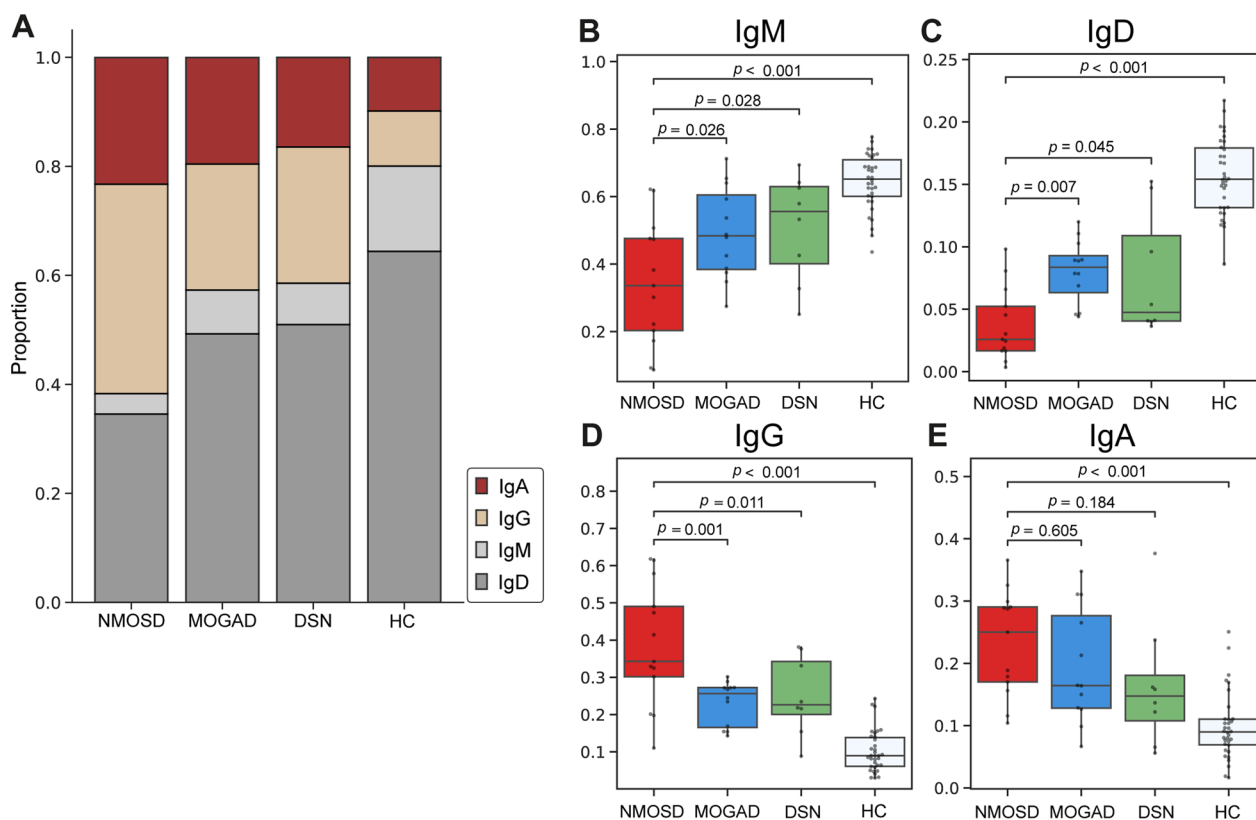 A
Proportion
1.0
0.8
0.6
0.4
0.2
0.0
NMOSD MOGAD DSN HC
IgA
IgG
IgM
IgD
B
IgM
1.0
0.8
0.6
0.4
0.2
p < 0.001
p = 0.028
p = 0.026
NMOSD MOGAD DSN HC
C
IgD
0.25
0.20
0.15
0.10
0.05
0.00
p < 0.001
p = 0.045
p = 0.007
NMOSD MOGAD DSN HC
D
IgG
0.8
0.7
0.6
0.5
0.4
0.3
0.2
0.1
p < 0.001
p = 0.011
p = 0.001
NMOSD MOGAD DSN HC
E
IgA
0.5
0.4
0.3
0.2
0.1
0.0
p < 0.001
p = 0.184
p = 0.605
NMOSD MOGAD DSN HC